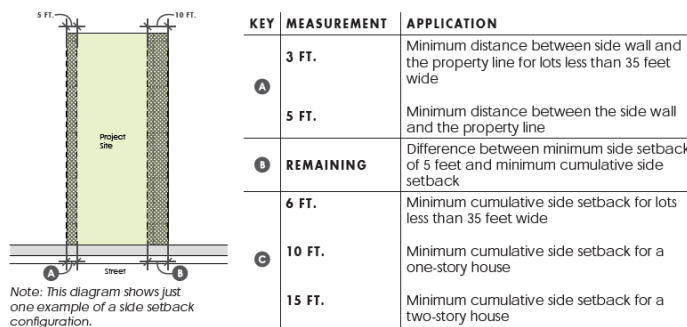 5 FT.
10 FT.
Project
Site
A
Street
B
Note: This diagram shows just
one example of a side setback
configuration.
KEY MEASUREMENT APPLICATION
A
3 FT.
Minimum distance between side wall and
the property line for lots less than 35 feet
wide
5 FT.
Minimum distance between the side wall
and the property line
B
REMAINING
Difference between minimum side setback
of 5 feet and minimum cumulative side
setback
C
6 FT.
Minimum cumulative side setback for lots
less than 35 feet wide
10 FT.
Minimum cumulative side setback for a
one-story house
15 FT.
Minimum cumulative side setback for a
two-story house